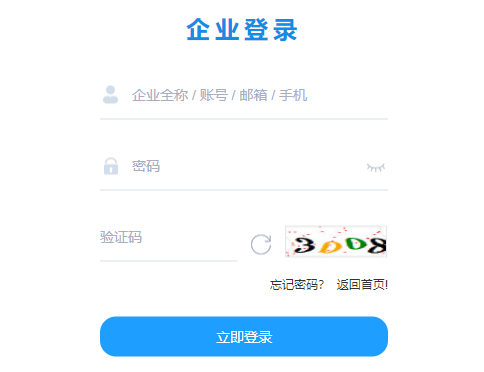 企业登录
企业全称 / 账号 / 邮箱 / 手机
密码
验证码
忘记密码? 返回首页!
立即登录